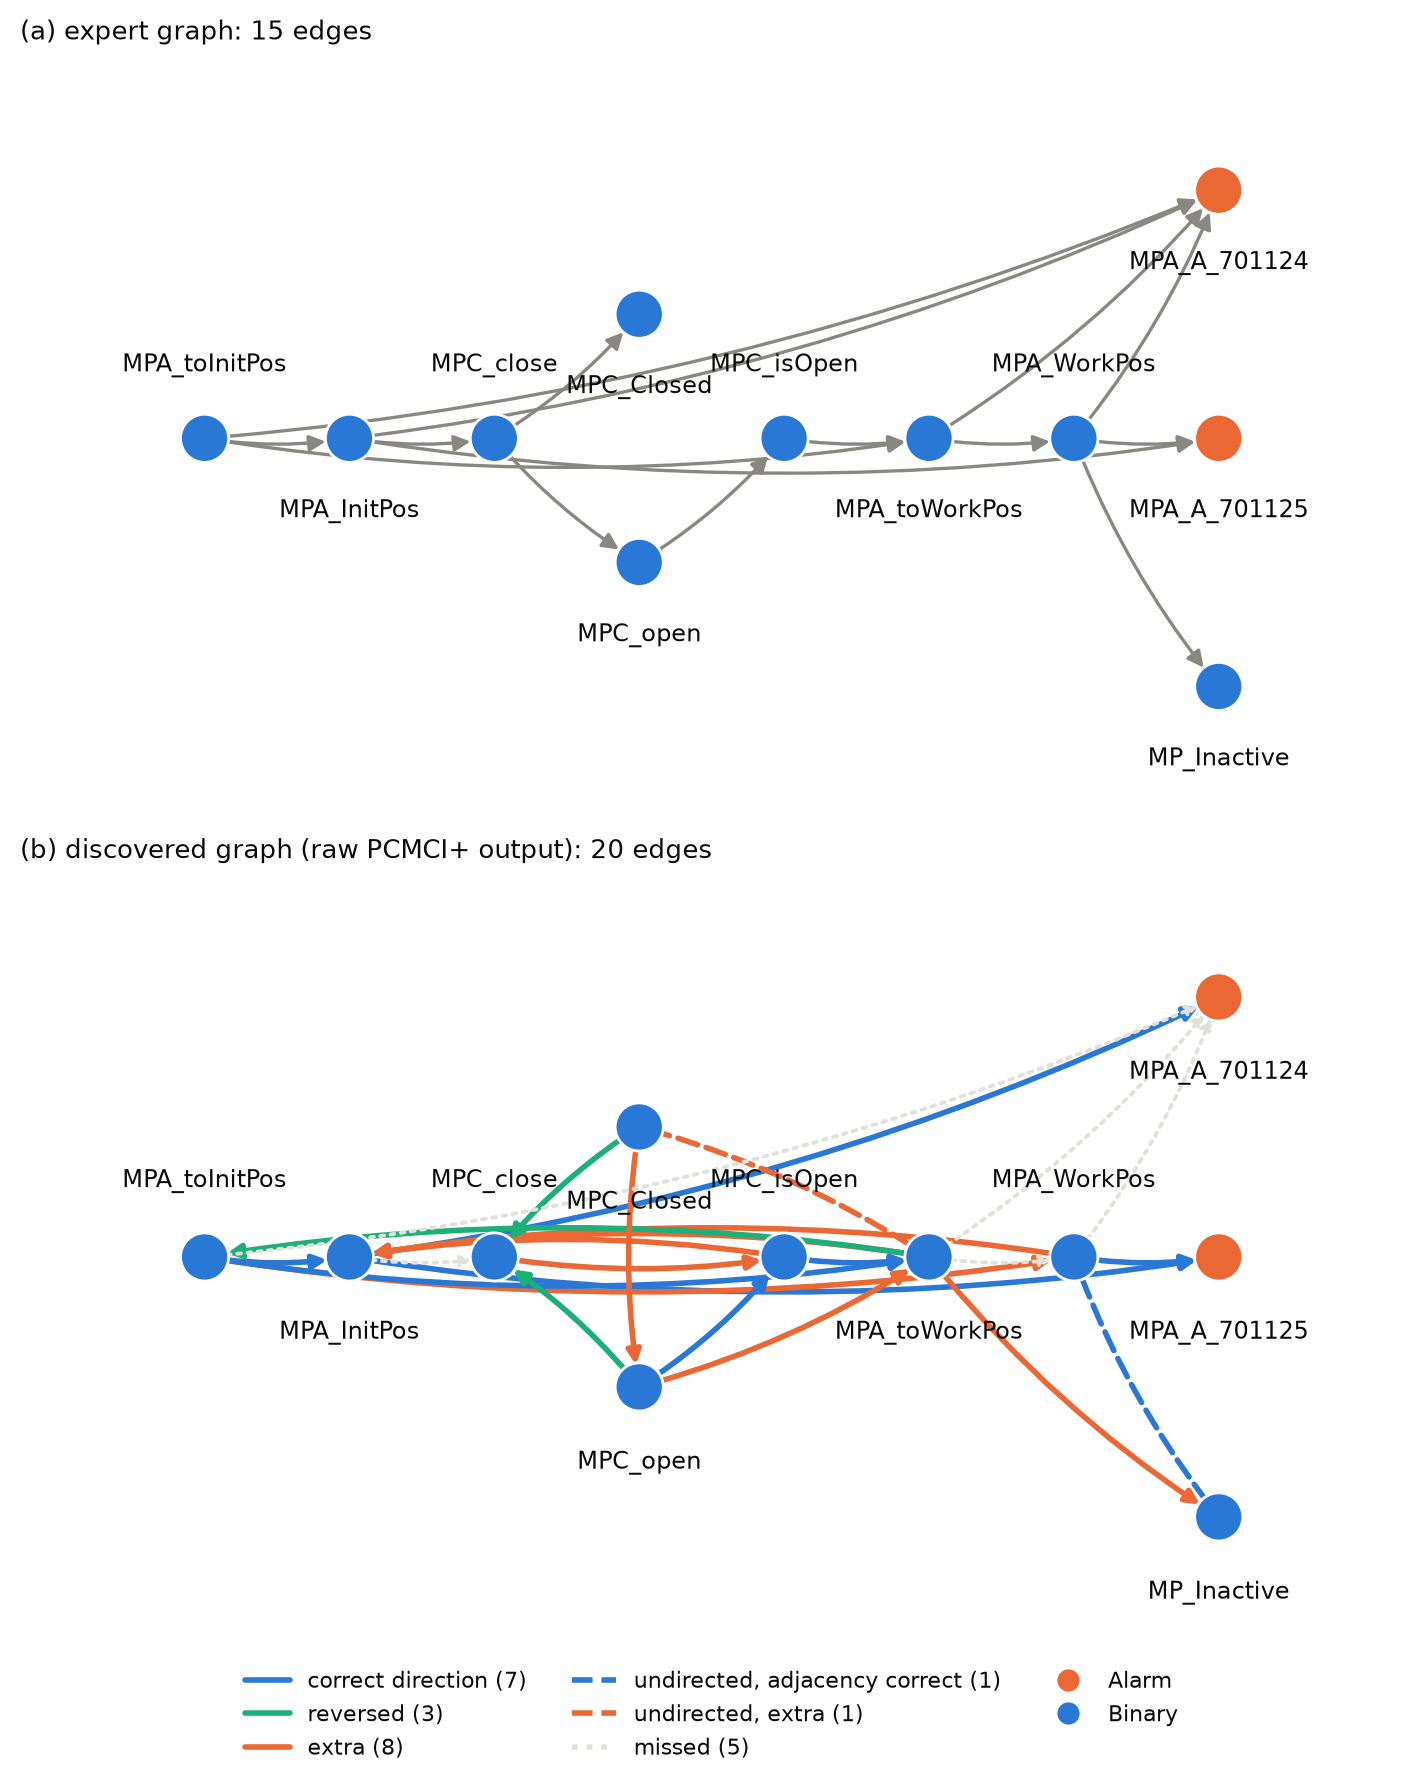 (a) expert graph: 15 edges
MPA_A_701124
MPA_toInitPos
MPC_close
MPC_isOpen
MPA_WorkPos
MPC_Closed
MPA_InitPos
MPA_toWorkPos
MPA_A_701125
MPC_open
MP_Inactive
(b) discovered graph (raw PCMCI+ output): 20 edges
MPA_A_701124
MPA_toInitPos
MPC_close
MPC_isOpen
MPA_WorkPos
MPC_Closed
MPA_InitPos
MPA_toWorkPos
MPA_A_701125
MPC_open
MP_Inactive
correct direction (7)
reversed (3)
extra (8)
undirected, adjacency correct (1)
undirected, extra (1)
missed (5)
Alarm
Binary